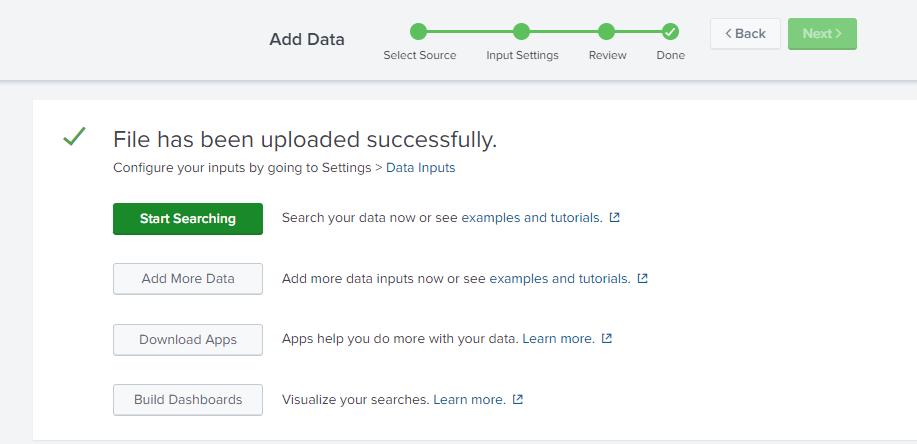 Add Data
Select Source
Input Settings
Review
Done
< Back
Next >
File has been uploaded successfully.
Configure your inputs by going to Settings > Data Inputs
Start Searching
Search your data now or see examples and tutorials.
Add More Data
Add more data inputs now or see examples and tutorials.
Download Apps
Apps help you do more with your data. Learn more.
Build Dashboards
Visualize your searches. Learn more.